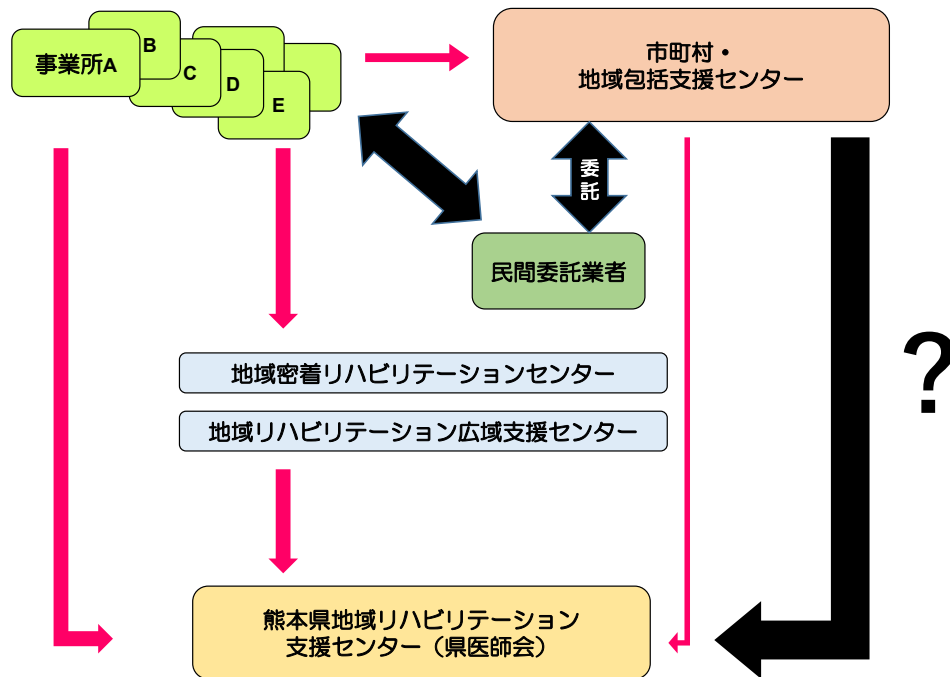 事業所A
B
C
D
E
市町村・
地域包括支援センター
委託
民間委託業者
?
地域密着リハビリテーションセンター
地域リハビリテーション広域支援センター
熊本県地域リハビリテーション
支援センター（県医師会）